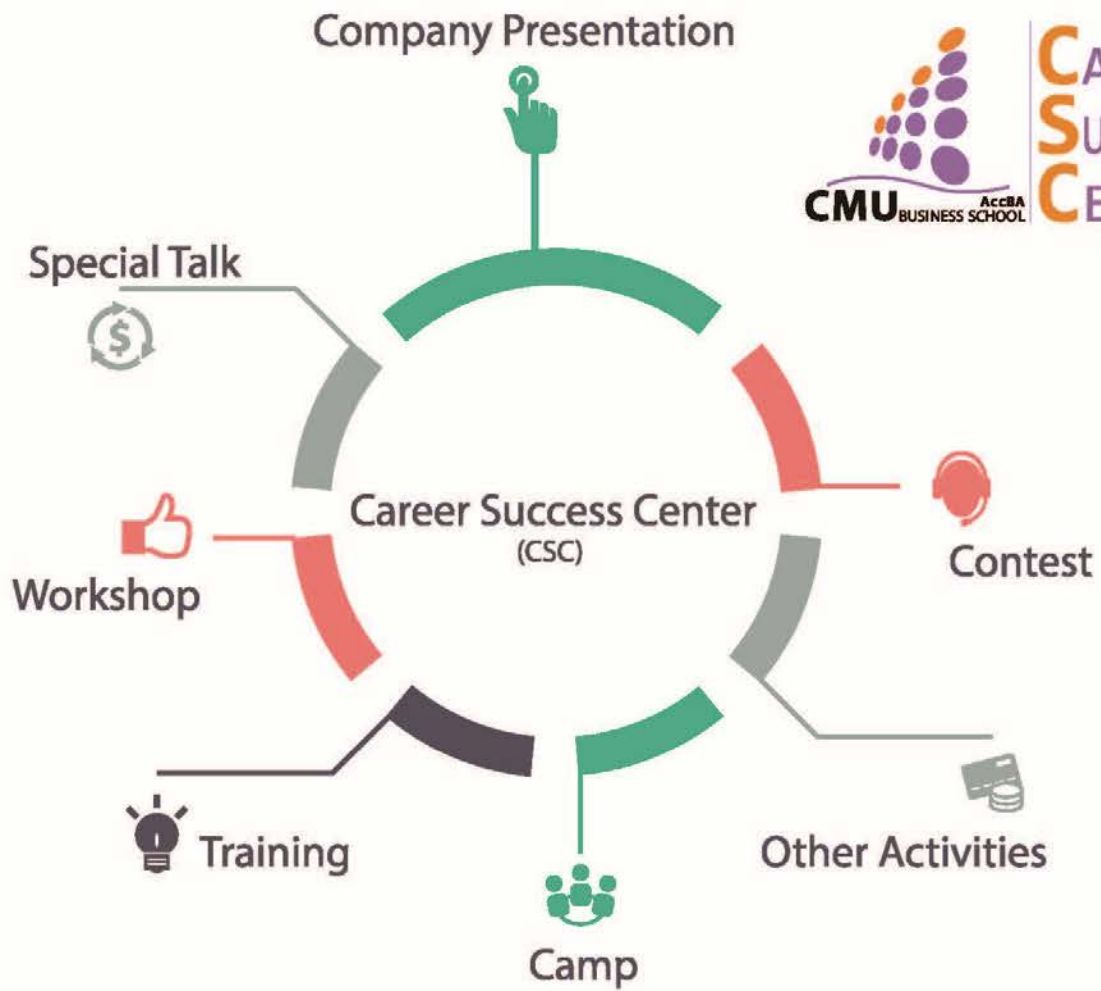 Company Presentation
CMU BUSINESS SCHOOL
AccBA
Special Talk
$
Career Success Center
(CSC)
Contest
Workshop
Training
Other Activities
Camp